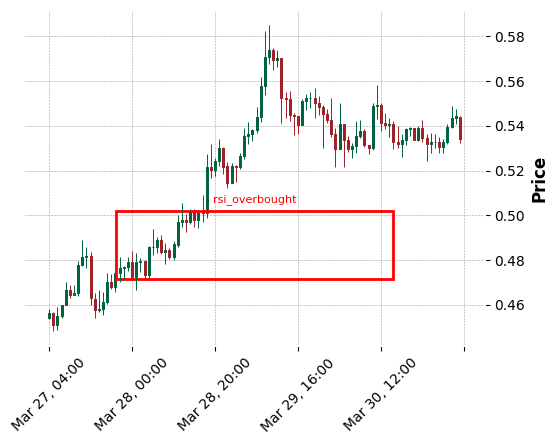 0.58
0.56
0.54
0.52
0.50
0.48
0.46
Price
rsi_overbought
Mar 27, 04:00
Mar 28, 00:00
Mar 28, 20:00
Mar 29, 16:00
Mar 30, 12:00